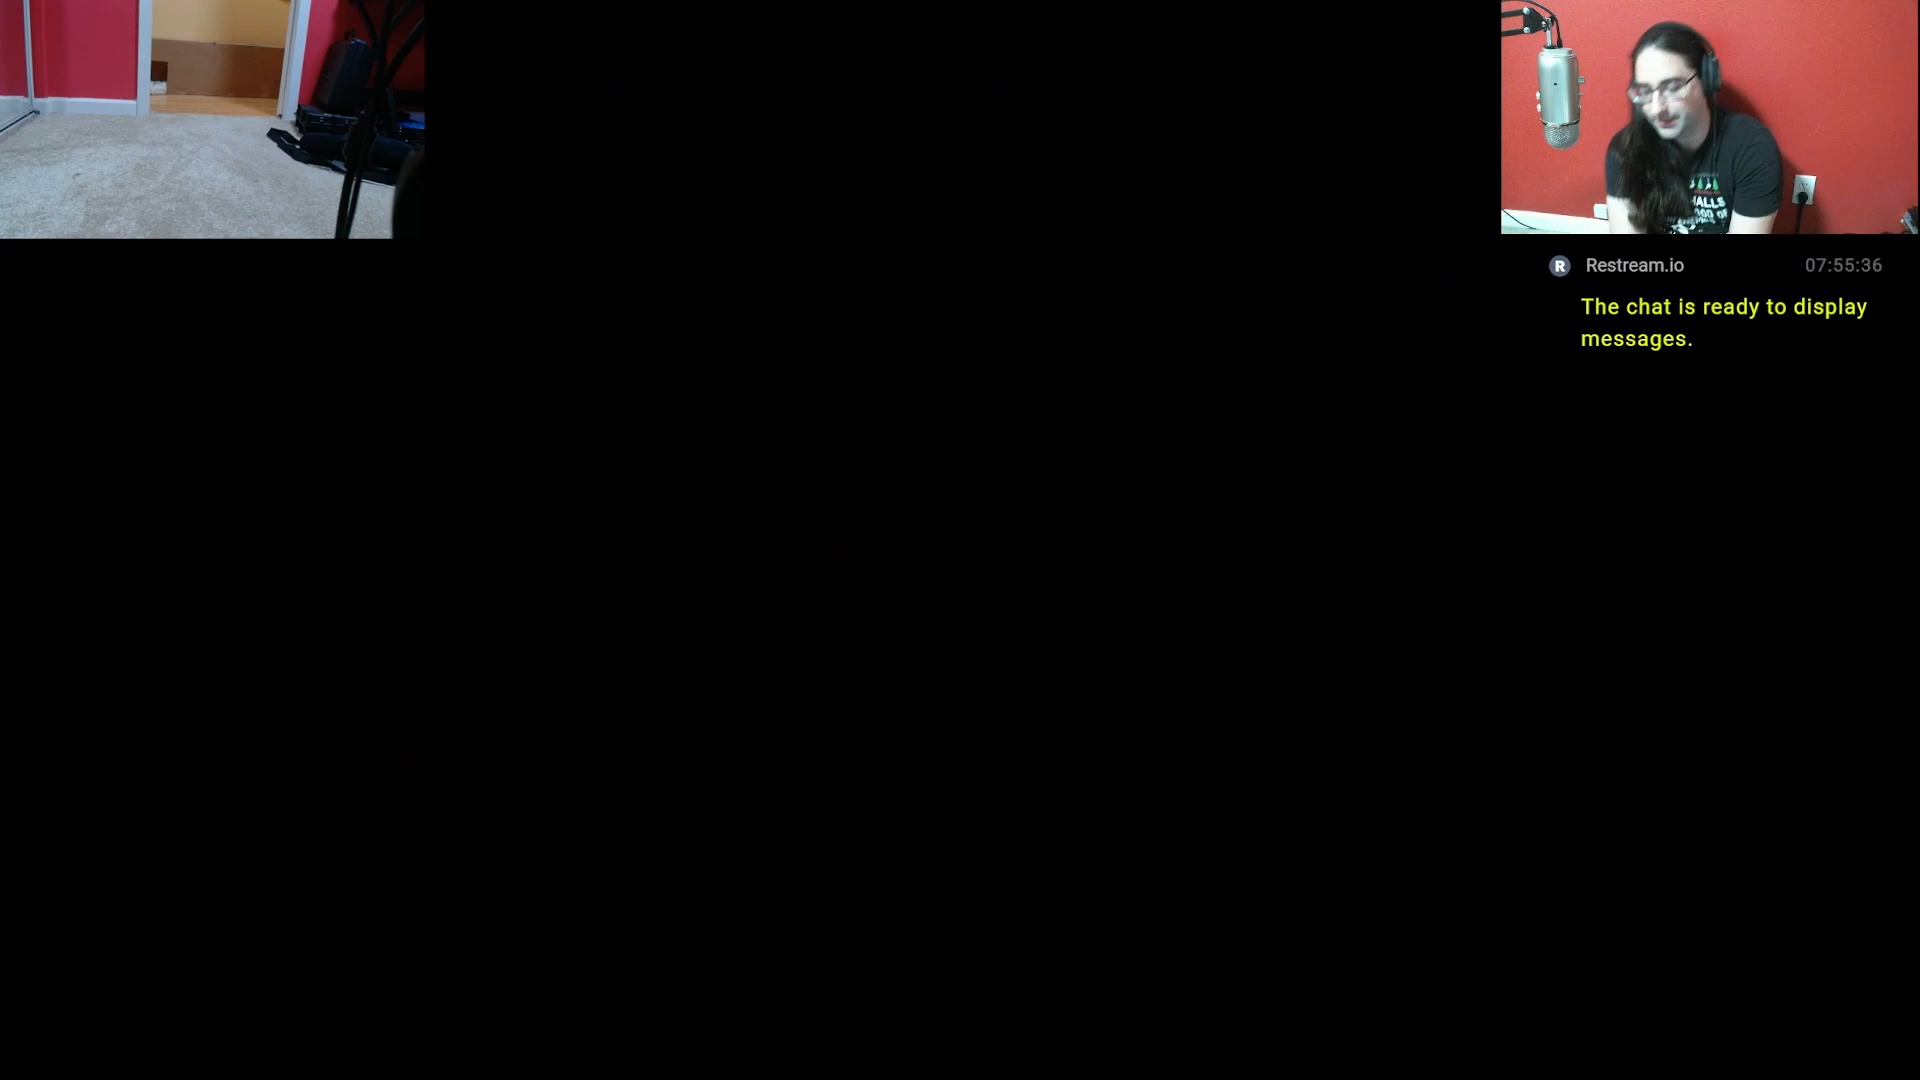 R Restream.io 07:55:36
The chat is ready to display
messages.